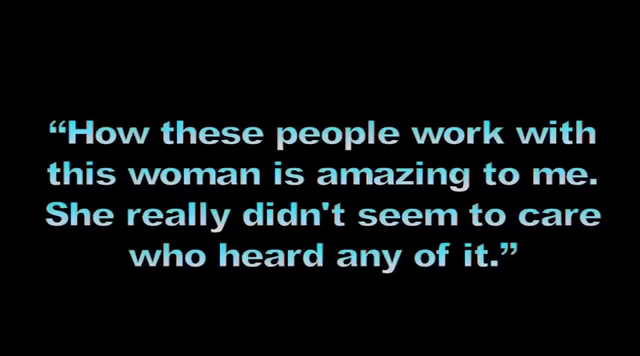 “How these people work with
this woman is amazing to me.
She really didn't seem to care
who heard any of it.”